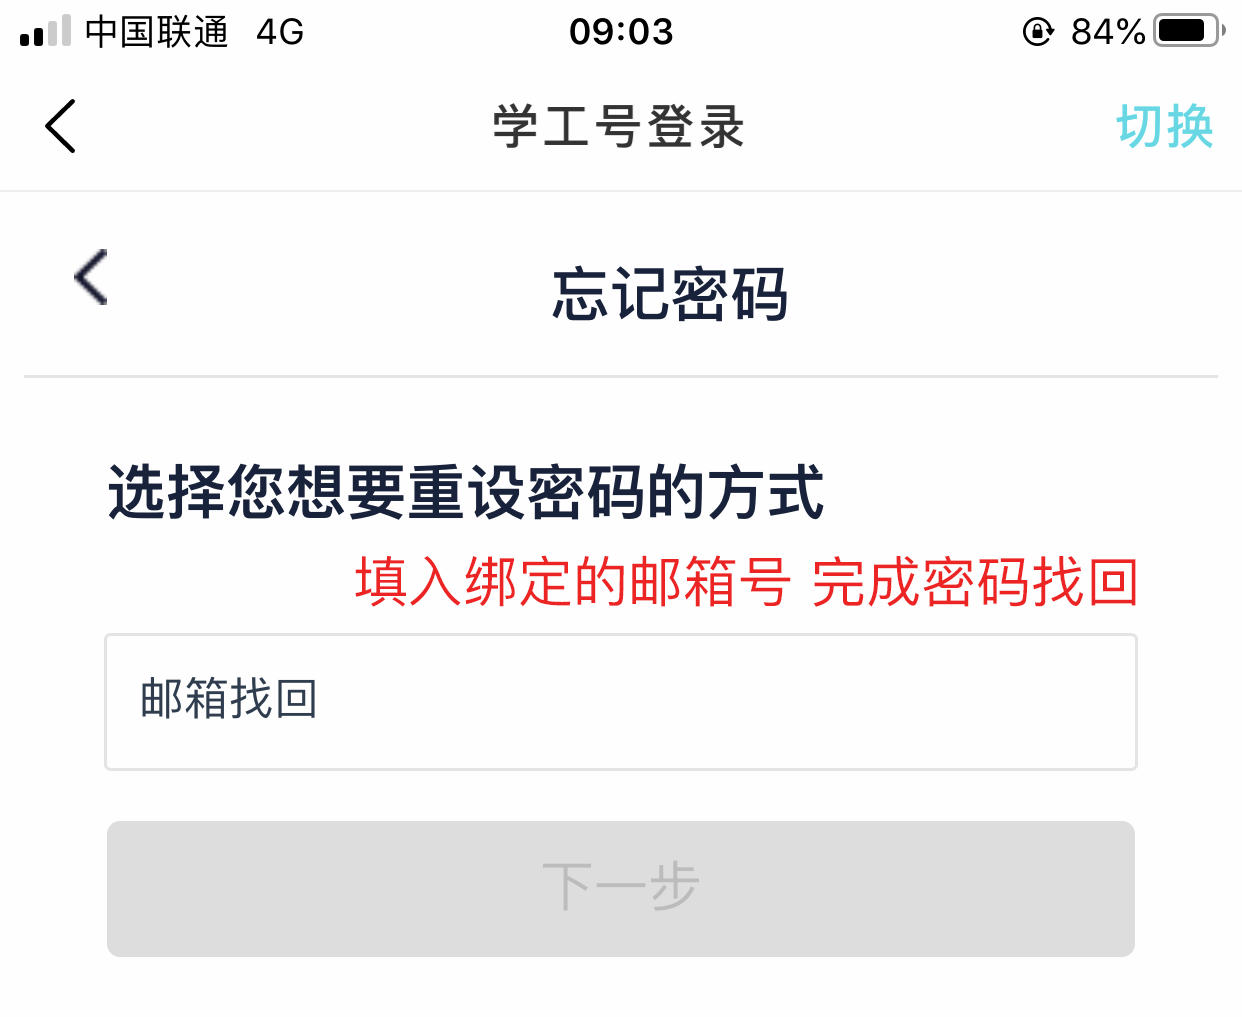 中国联通 4G 09:03 84%
学工号登录 切换
忘记密码
选择您想要重设密码的方式
填入绑定的邮箱号 完成密码找回
邮箱找回
下一步